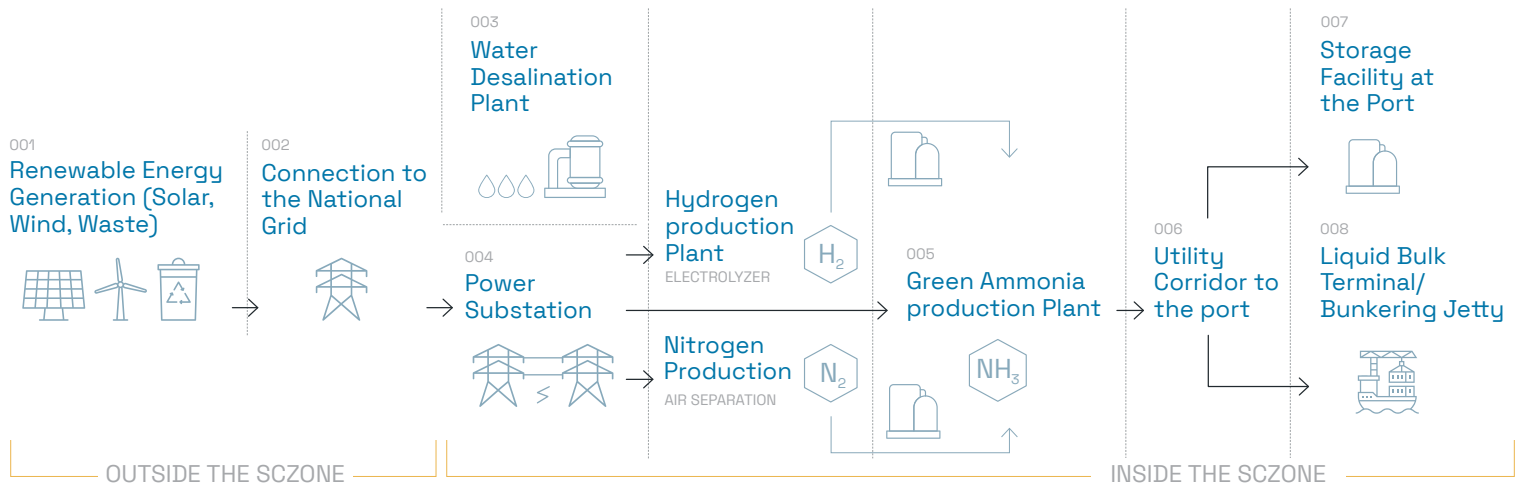 001
Renewable Energy
Generation (Solar,
Wind, Waste)
002
Connection to
the National
Grid
003
Water
Desalination
Plant
004
Power
Substation
Hydrogen
production
Plant
ELECTROLYZER
H2
Nitrogen
Production
AIR SEPARATION
N2
005
Green Ammonia
production Plant
NH3
006
Utility
Corridor to
the port
007
Storage
Facility at
the Port
008
Liquid Bulk
Terminal/
Bunkering Jetty
OUTSIDE THE SCZONE
INSIDE THE SCZONE